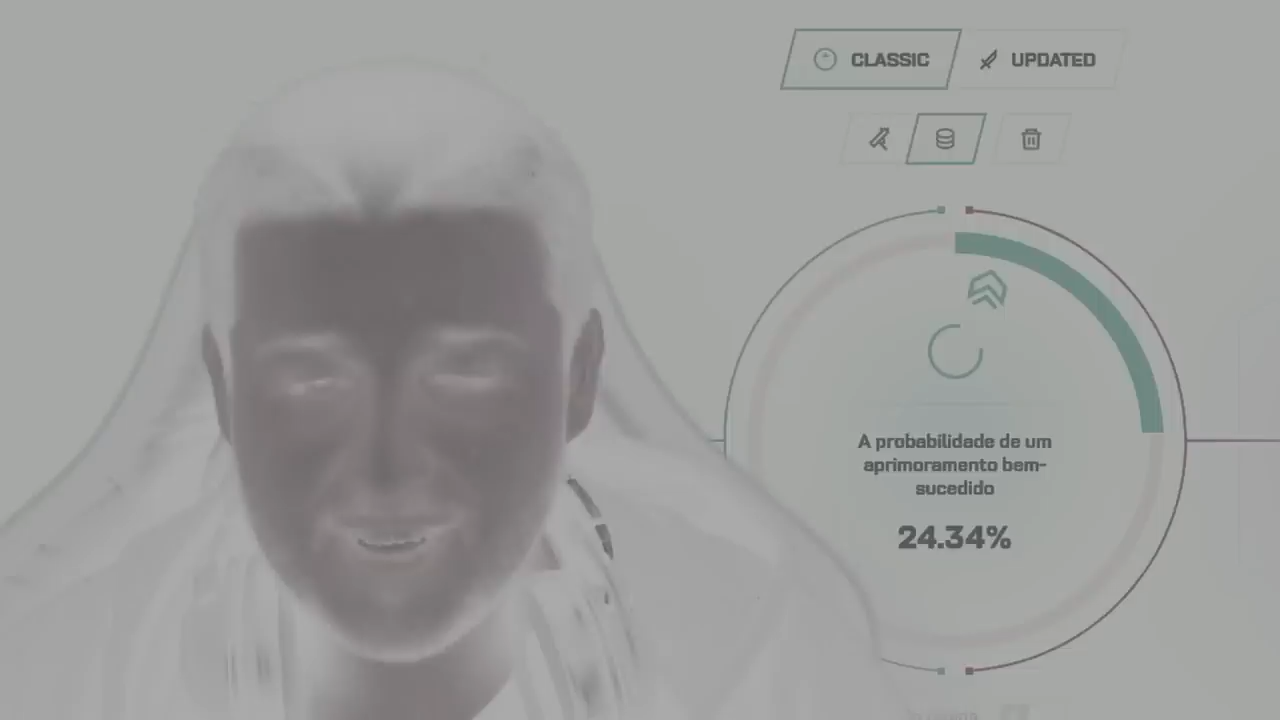 CLASSIC
UPDATED
A probabilidade de um
aprimoramento bem-
sucedido
24.34%